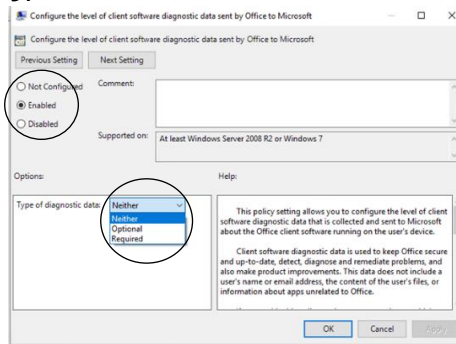 Configure the level of client software diagnostic data sent by Office to Microsoft
Configure the level of client software diagnostic data sent by Office to Microsoft
Previous Setting
Next Setting
Not Configured
Comment:
Enabled
Disabled
Supported on:
At least Windows Server 2008 R2 or Windows 7
Options:
Help:
Type of diagnostic data:
Neither
Neither
Optional
Required
This policy setting allows you to configure the level of client
software diagnostic data that is collected and sent to Microsoft
about the Office client software running on the user's device.
Client software diagnostic data is used to keep Office secure
and up-to-date, detect, diagnose and remediate problems, and
also make product improvements. This data does not include a
user's name or email address, the content of the user's files, or
information about apps unrelated to Office.
OK
Cancel
Apply